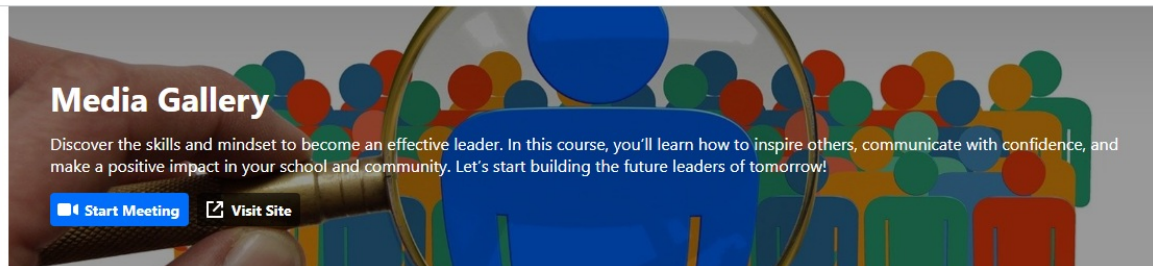 Media Gallery
Discover the skills and mindset to become an effective leader. In this course, you’ll learn how to inspire others, communicate with confidence, and
make a positive impact in your school and community. Let’s start building the future leaders of tomorrow!
Start Meeting Visit Site